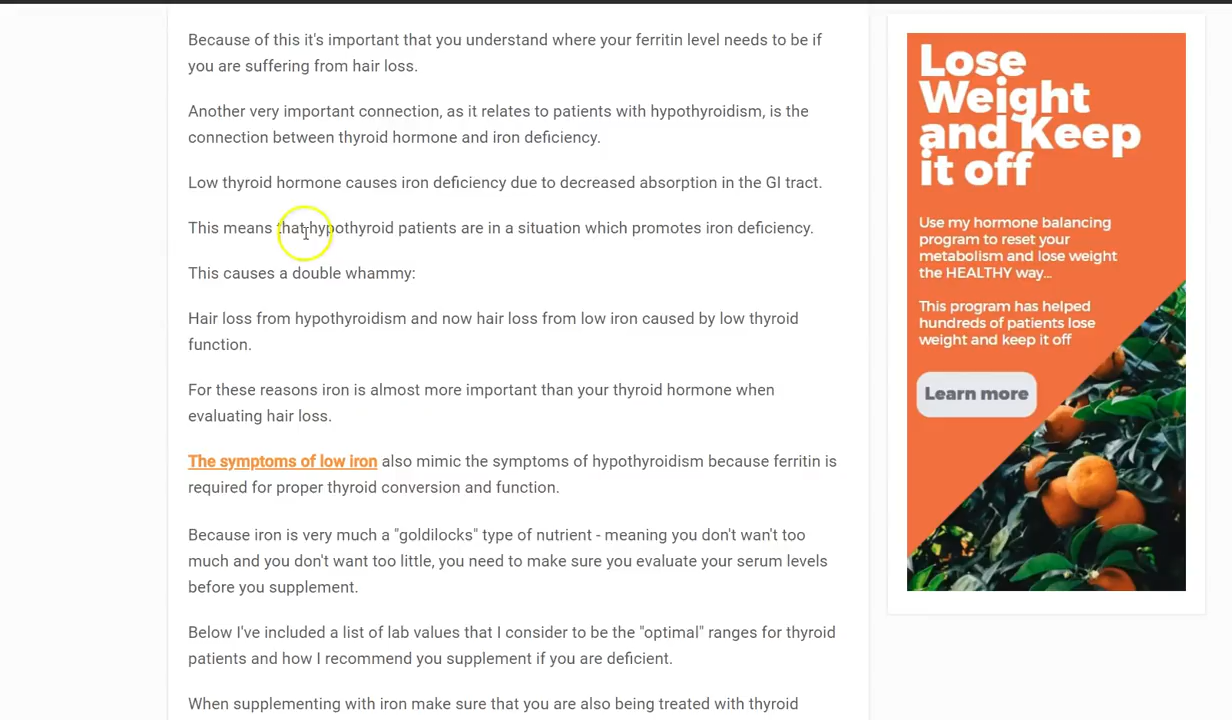 Because of this it's important that you understand where your ferritin level needs to be if
you are suffering from hair loss.
Another very important connection, as it relates to patients with hypothyroidism, is the
connection between thyroid hormone and iron deficiency.
Low thyroid hormone causes iron deficiency due to decreased absorption in the GI tract.
This means that hypothyroid patients are in a situation which promotes iron deficiency.
This causes a double whammy:
Hair loss from hypothyroidism and now hair loss from low iron caused by low thyroid
function.
For these reasons iron is almost more important than your thyroid hormone when
evaluating hair loss.
The symptoms of low iron also mimic the symptoms of hypothyroidism because ferritin is
required for proper thyroid conversion and function.
Because iron is very much a "goldilocks" type of nutrient - meaning you don't wan't too
much and you don't want too little, you need to make sure you evaluate your serum levels
before you supplement.
Below I've included a list of lab values that I consider to be the "optimal" ranges for thyroid
patients and how I recommend you supplement if you are deficient.
When supplementing with iron make sure that you are also being treated with thyroid
Lose
Weight
and Keep
it off
Use my hormone balancing
program to reset your
metabolism and lose weight
the HEALTHY way...
This program has helped
hundreds of patients lose
weight and keep it off
Learn more